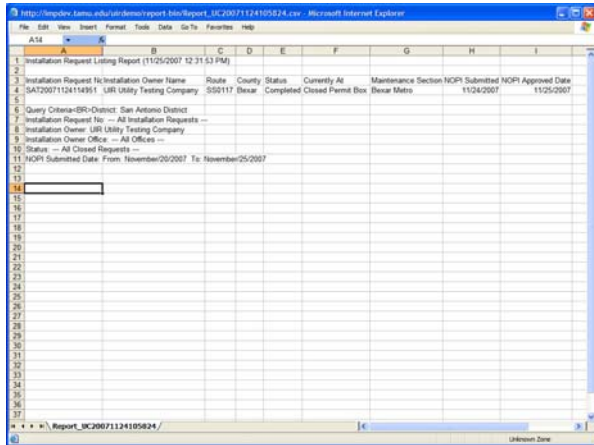 http://impdev.tamu.edu/uirdemo/report-bin/Report_UC20071124105824.csv - Microsoft Internet Explorer
File Edit View Insert Format Tools Data Go To Favorites Help
A14 fx
A B C D E F G H I
1 Installation Request Listing Report (11/25/2007 12:31:53 PM)
2
3 Installation Request No Installation Owner Name Route County Status Currently At Maintenance Section NOPI Submitted NOPI Approved Date
4 SAT20071124114951 UIR Utility Testing Company SS0117 Bexar Completed Closed Permit Box Bexar Metro 11/24/2007 11/25/2007
5
6 Query Criteria<BR>District: San Antonio District
7 Installation Request No: --- All Installation Requests ---
8 Installation Owner: UIR Utility Testing Company
9 Installation Owner Office: --- All Offices ---
10 Status: --- All Closed Requests ---
11 NOPI Submitted Date: From: November/20/2007 To: November/25/2007
12
13
14
15
16
17
18
19
20
21
22
23
24
25
26
27
28
29
30
31
32
33
34
35
36
37
Report_UC20071124105824
Unknown Zone